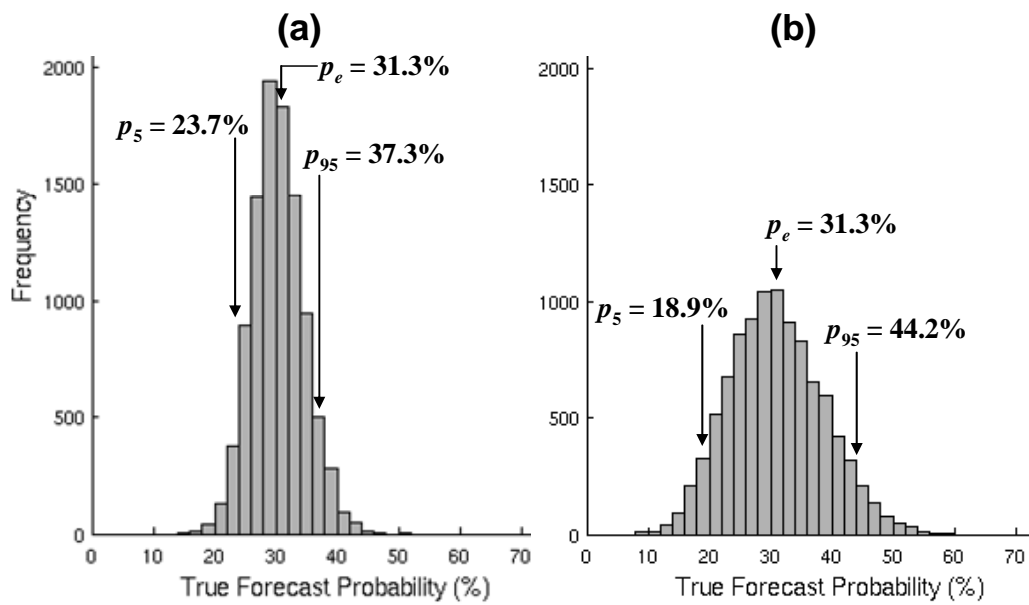 (a)
p_e = 31.3%
p_5 = 23.7%
p_95 = 37.3%
Frequency
2000
1500
1000
500
0
0 10 20 30 40 50 60 70
True Forecast Probability (%)
(b)
p_e = 31.3%
p_5 = 18.9%
p_95 = 44.2%
2000
1500
1000
500
0
0 10 20 30 40 50 60 70
True Forecast Probability (%)